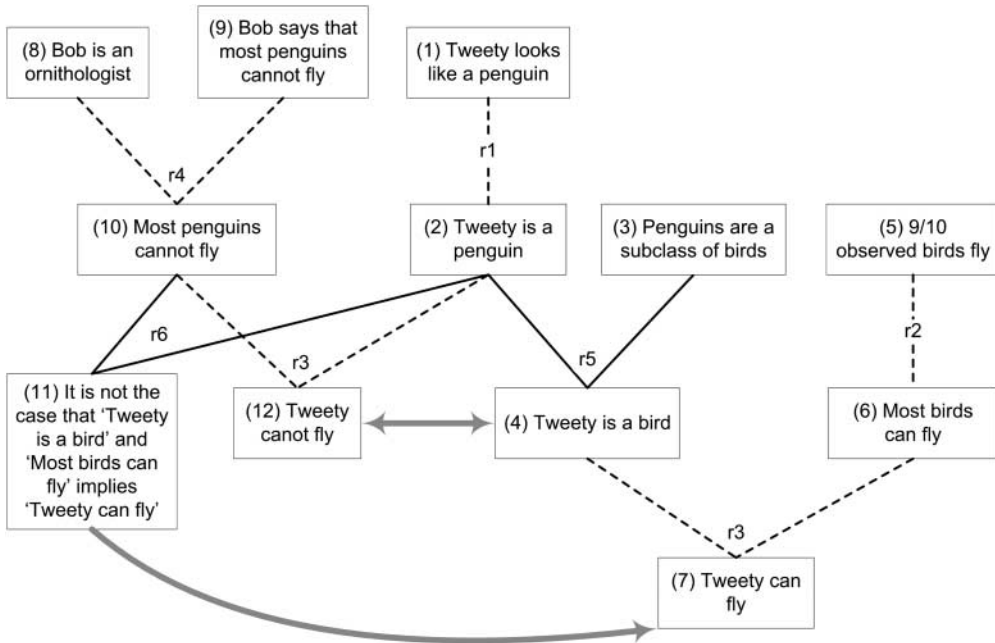 (8) Bob is an
ornithologist
(9) Bob says that
most penguins
cannot fly
(1) Tweety looks
like a penguin
r4
r1
(10) Most penguins
cannot fly
(2) Tweety is a
penguin
(3) Penguins are a
subclass of birds
(5) 9/10
observed birds fly
r6
r3
r5
r2
(11) It is not the
case that ‘Tweety
is a bird’ and
‘Most birds can
fly’ implies
‘Tweety can fly’
(12) Tweety
canot fly
(4) Tweety is a bird
(6) Most birds
can fly
r3
(7) Tweety can
fly